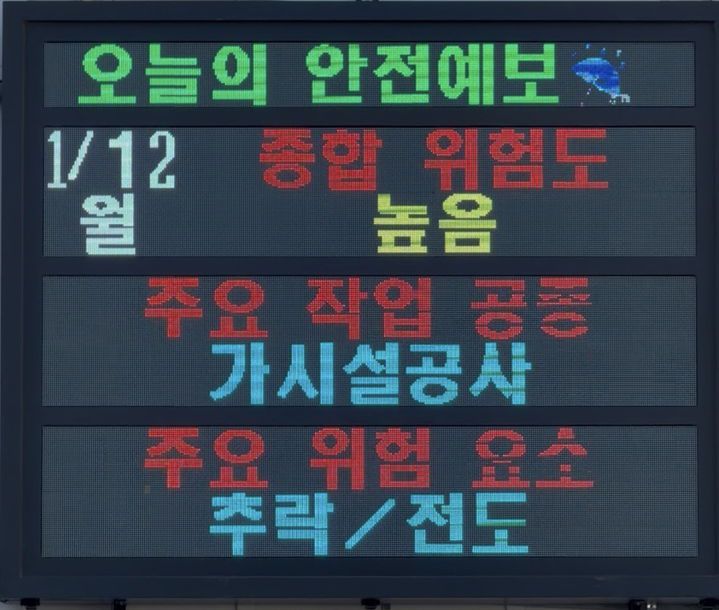 오늘의 안전예보
1/12 종합 위험도
월 높음
주요 작업 공종
가시설공사
주요 위험 요소
추락/전도